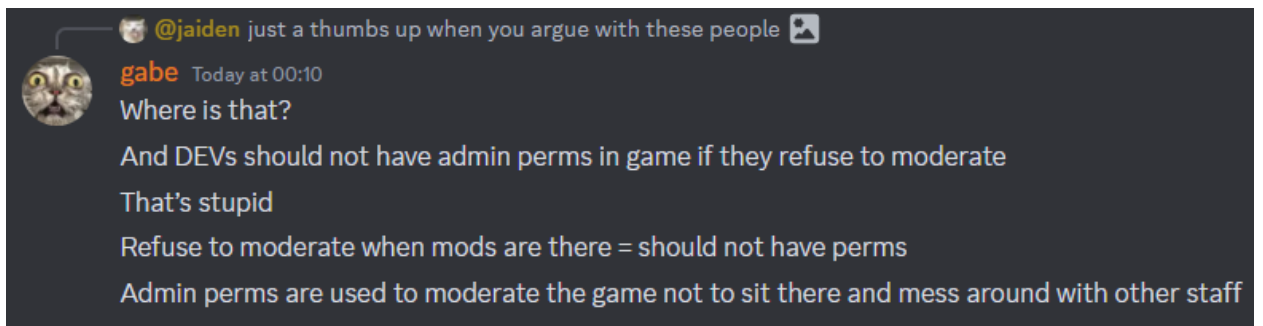 @jaiden just a thumbs up when you argue with these people
gabe Today at 00:10
Where is that?
And DEVs should not have admin perms in game if they refuse to moderate
That’s stupid
Refuse to moderate when mods are there = should not have perms
Admin perms are used to moderate the game not to sit there and mess around with other staff